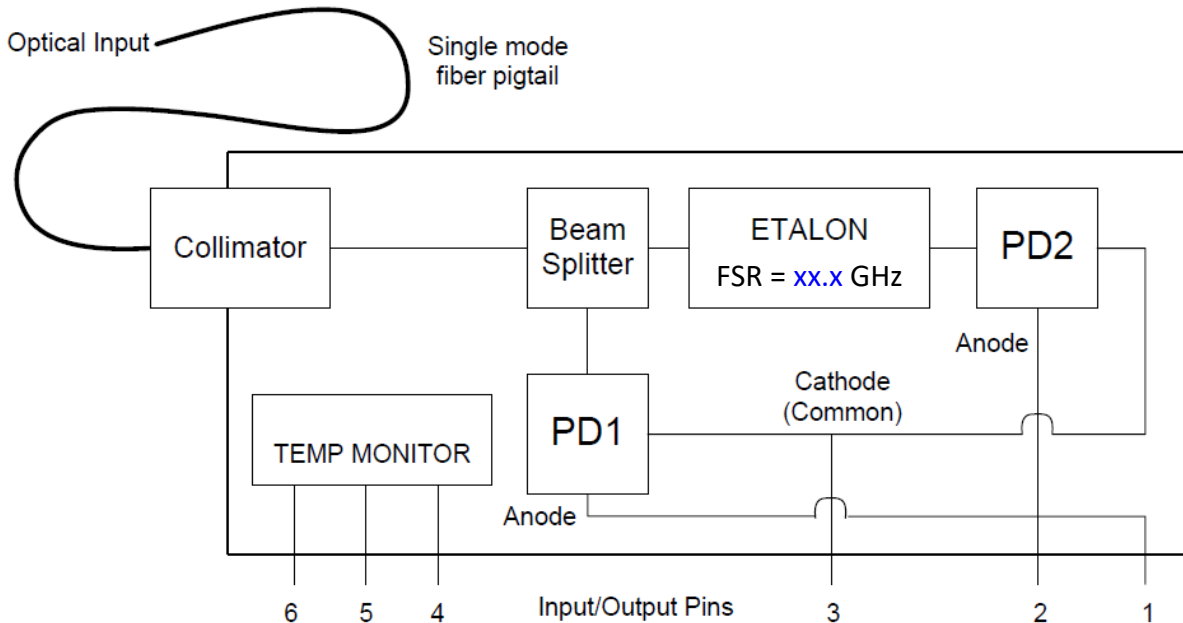 Optical Input
Single mode
fiber pigtail
Collimator
Beam
Splitter
ETALON
FSR = xx.x GHz
PD2
Anode
Cathode
(Common)
PD1
TEMP MONITOR
Anode
6
5
4
Input/Output Pins
3
2
1